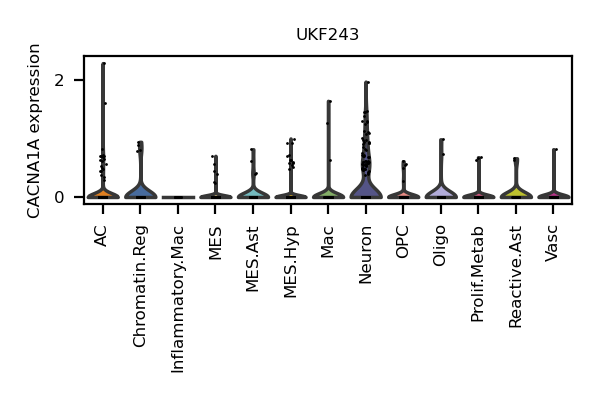 UKF243
CACNA1A expression
2
0
AC
Chromatin.Reg
Inflammatory.Mac
MES
MES.Ast
MES.Hyp
Mac
Neuron
OPC
Oligo
Prolif.Metab
Reactive.Ast
Vasc